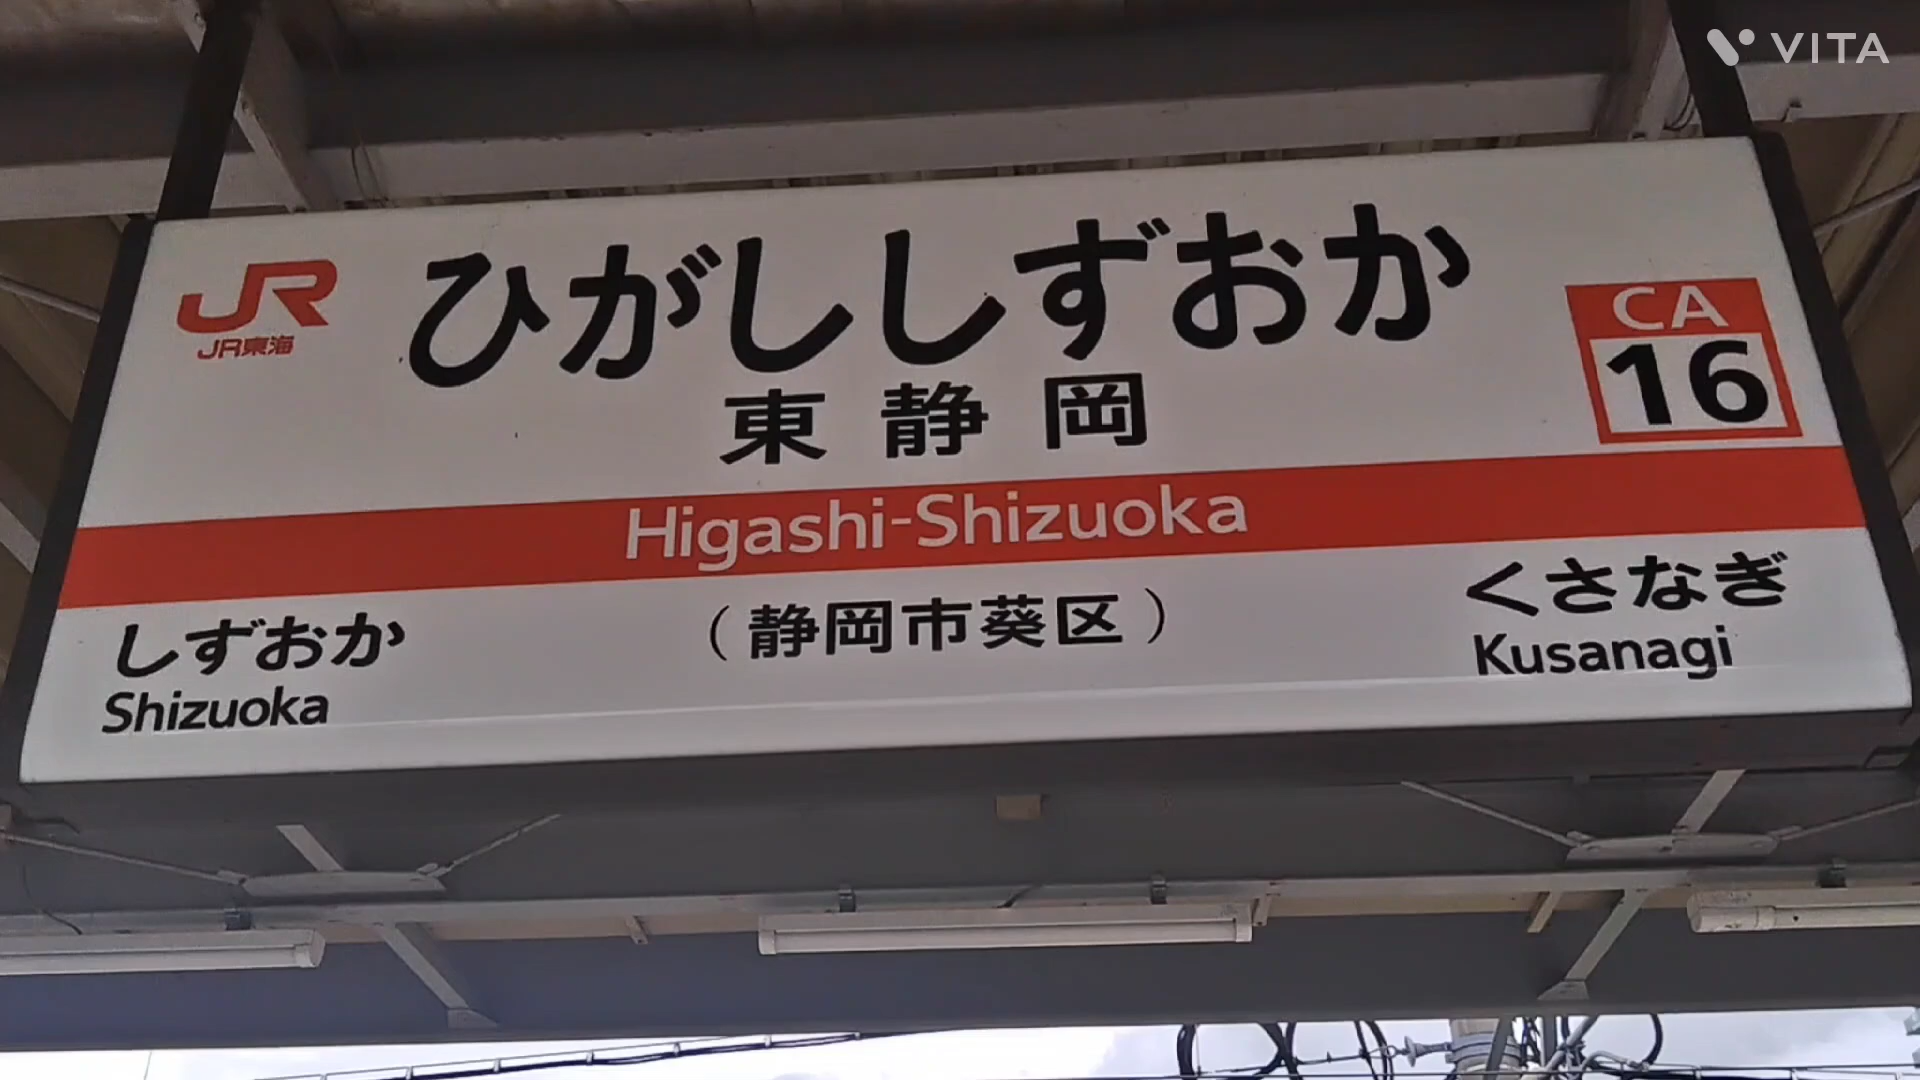 VITA
JR
JR東海
ひがししずおか
東静岡
CA
16
Higashi-Shizuoka
しずおか
Shizuoka
（静岡市葵区）
くさなぎ
Kusanagi